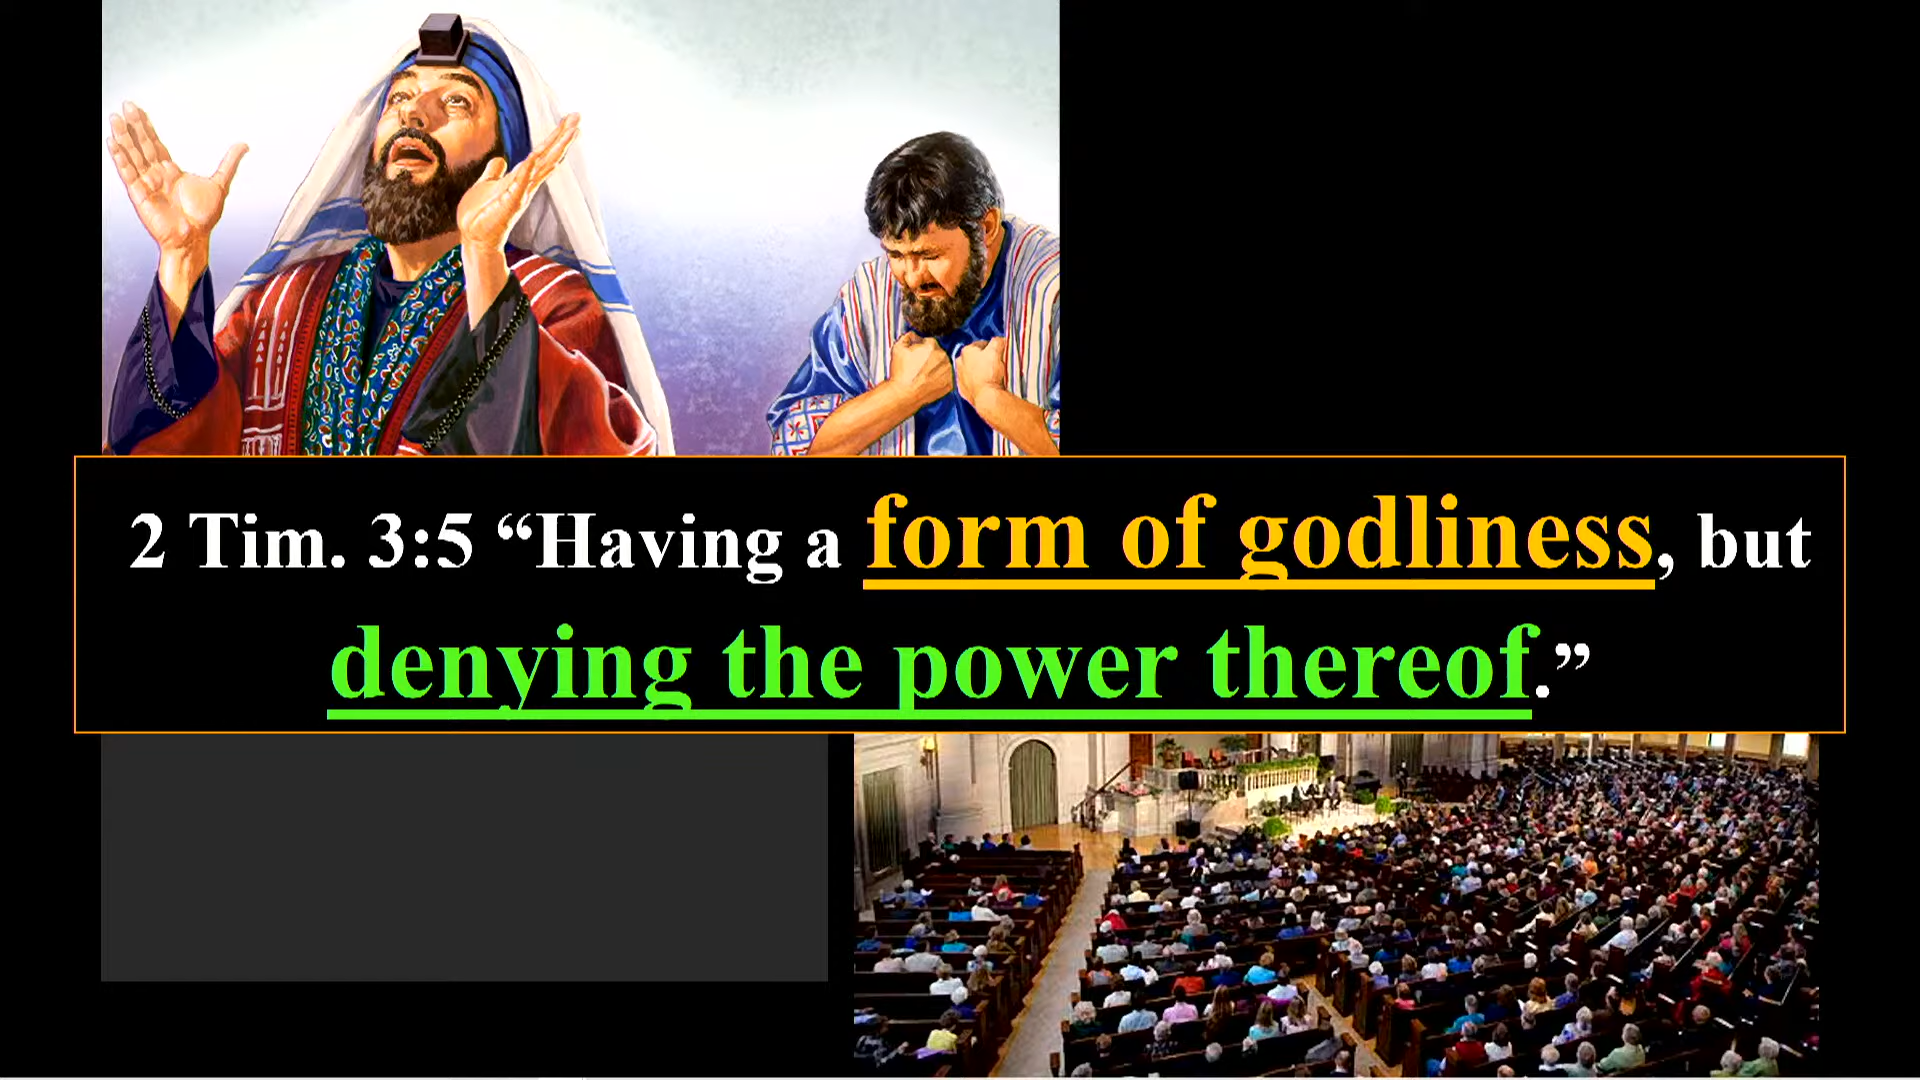 2 Tim. 3:5 “Having a form of godliness, but
denying the power thereof.”